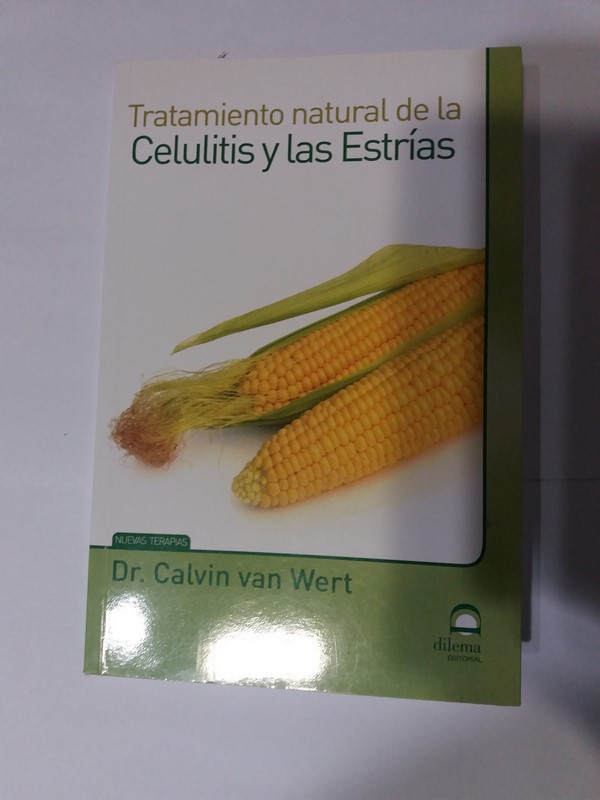 Tratamiento natural de la
Celulitis y las Estrías
NUEVAS TERAPIAS
Dr. Calvin van Wert
dilema
EDITORIAL